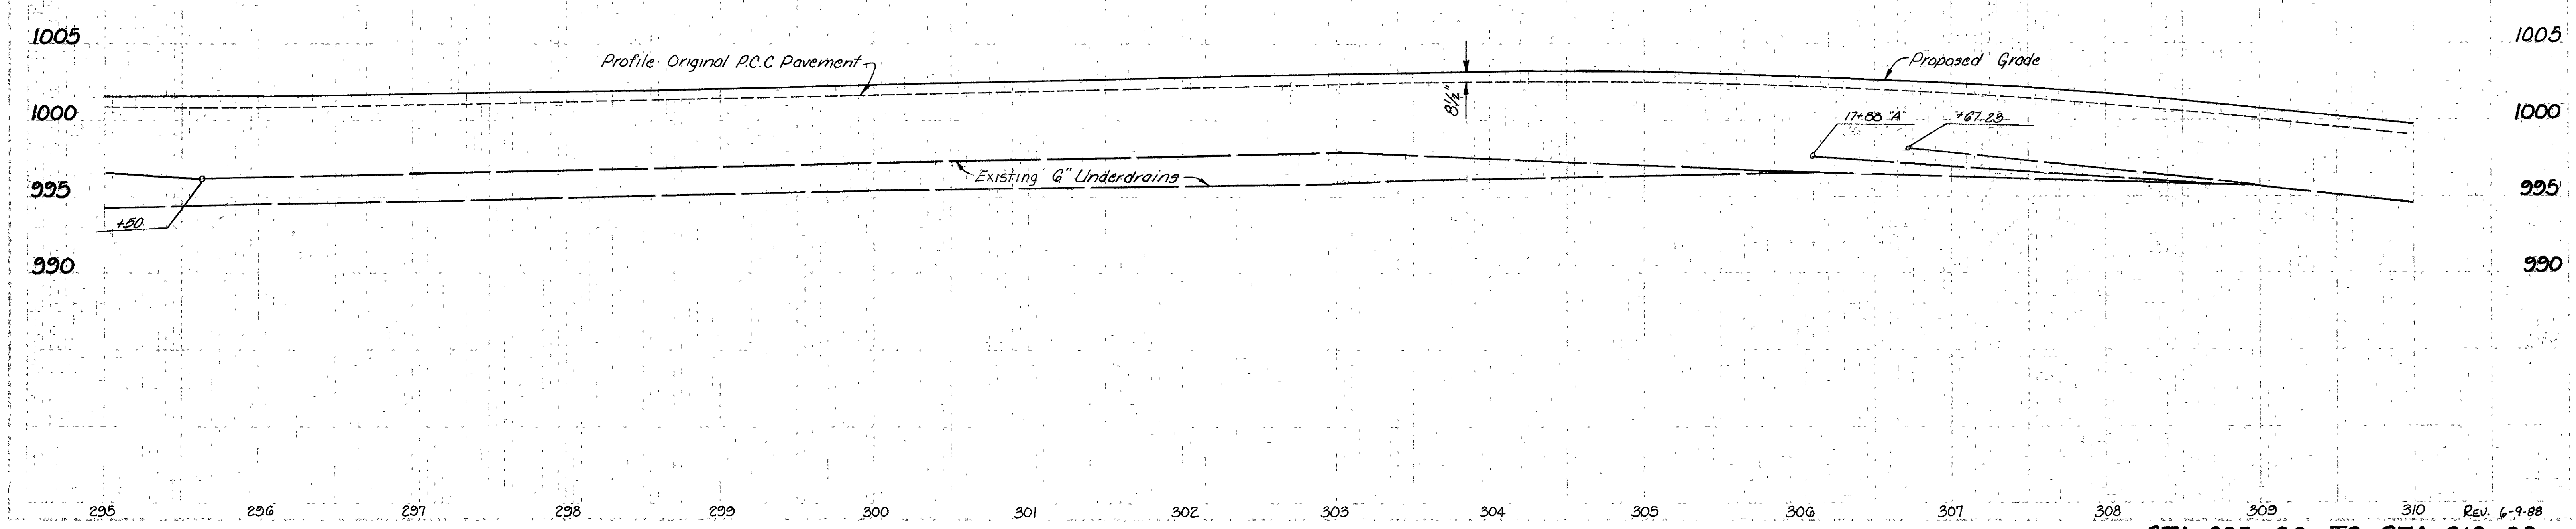 1005 1005
Profile Original P.C.C Pavement
Proposed Grade
8½"
1000 1000
17+88 "A"
+67.23
Existing 6" Underdrains
995 995
+50
990 990
295 296 297 298 299 300 301 302 303 304 305 306 307 308 309 310
REV. 6-9-88